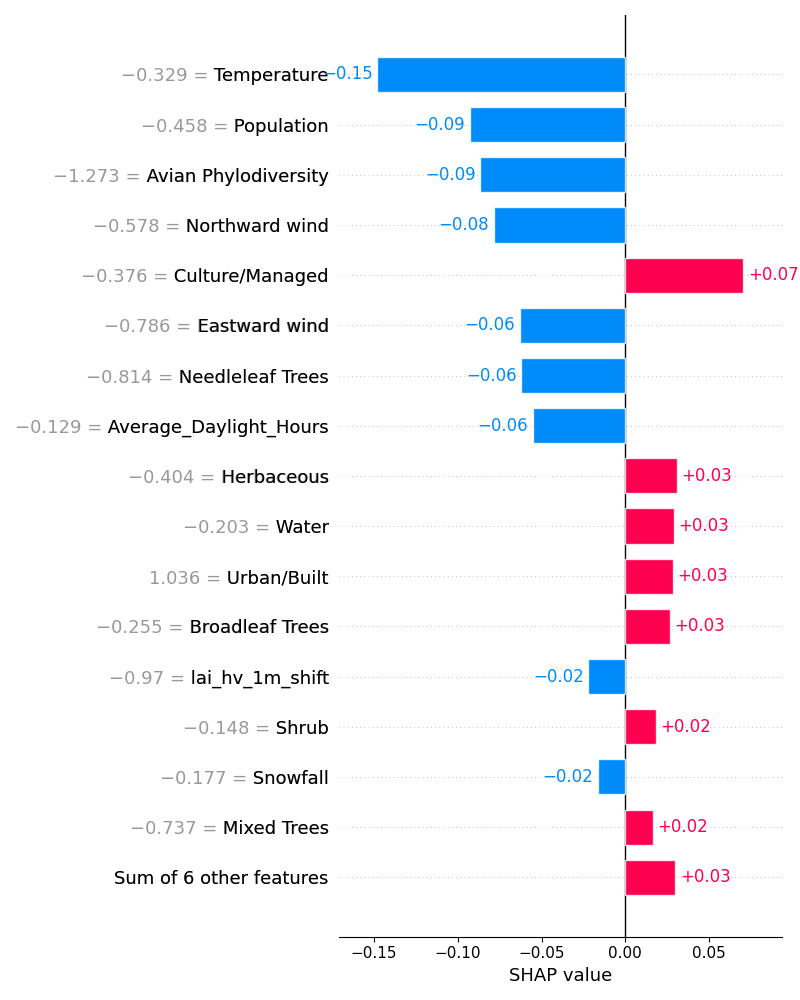 −0.329 = Temperature −0.15
−0.458 = Population −0.09
−1.273 = Avian Phylodiversity −0.09
−0.578 = Northward wind −0.08
−0.376 = Culture/Managed +0.07
−0.786 = Eastward wind −0.06
−0.814 = Needleleaf Trees −0.06
−0.129 = Average_Daylight_Hours −0.06
−0.404 = Herbaceous +0.03
−0.203 = Water +0.03
1.036 = Urban/Built +0.03
−0.255 = Broadleaf Trees +0.03
−0.97 = lai_hv_1m_shift −0.02
−0.148 = Shrub +0.02
−0.177 = Snowfall −0.02
−0.737 = Mixed Trees +0.02
Sum of 6 other features +0.03
−0.15 −0.10 −0.05 0.00 0.05
SHAP value